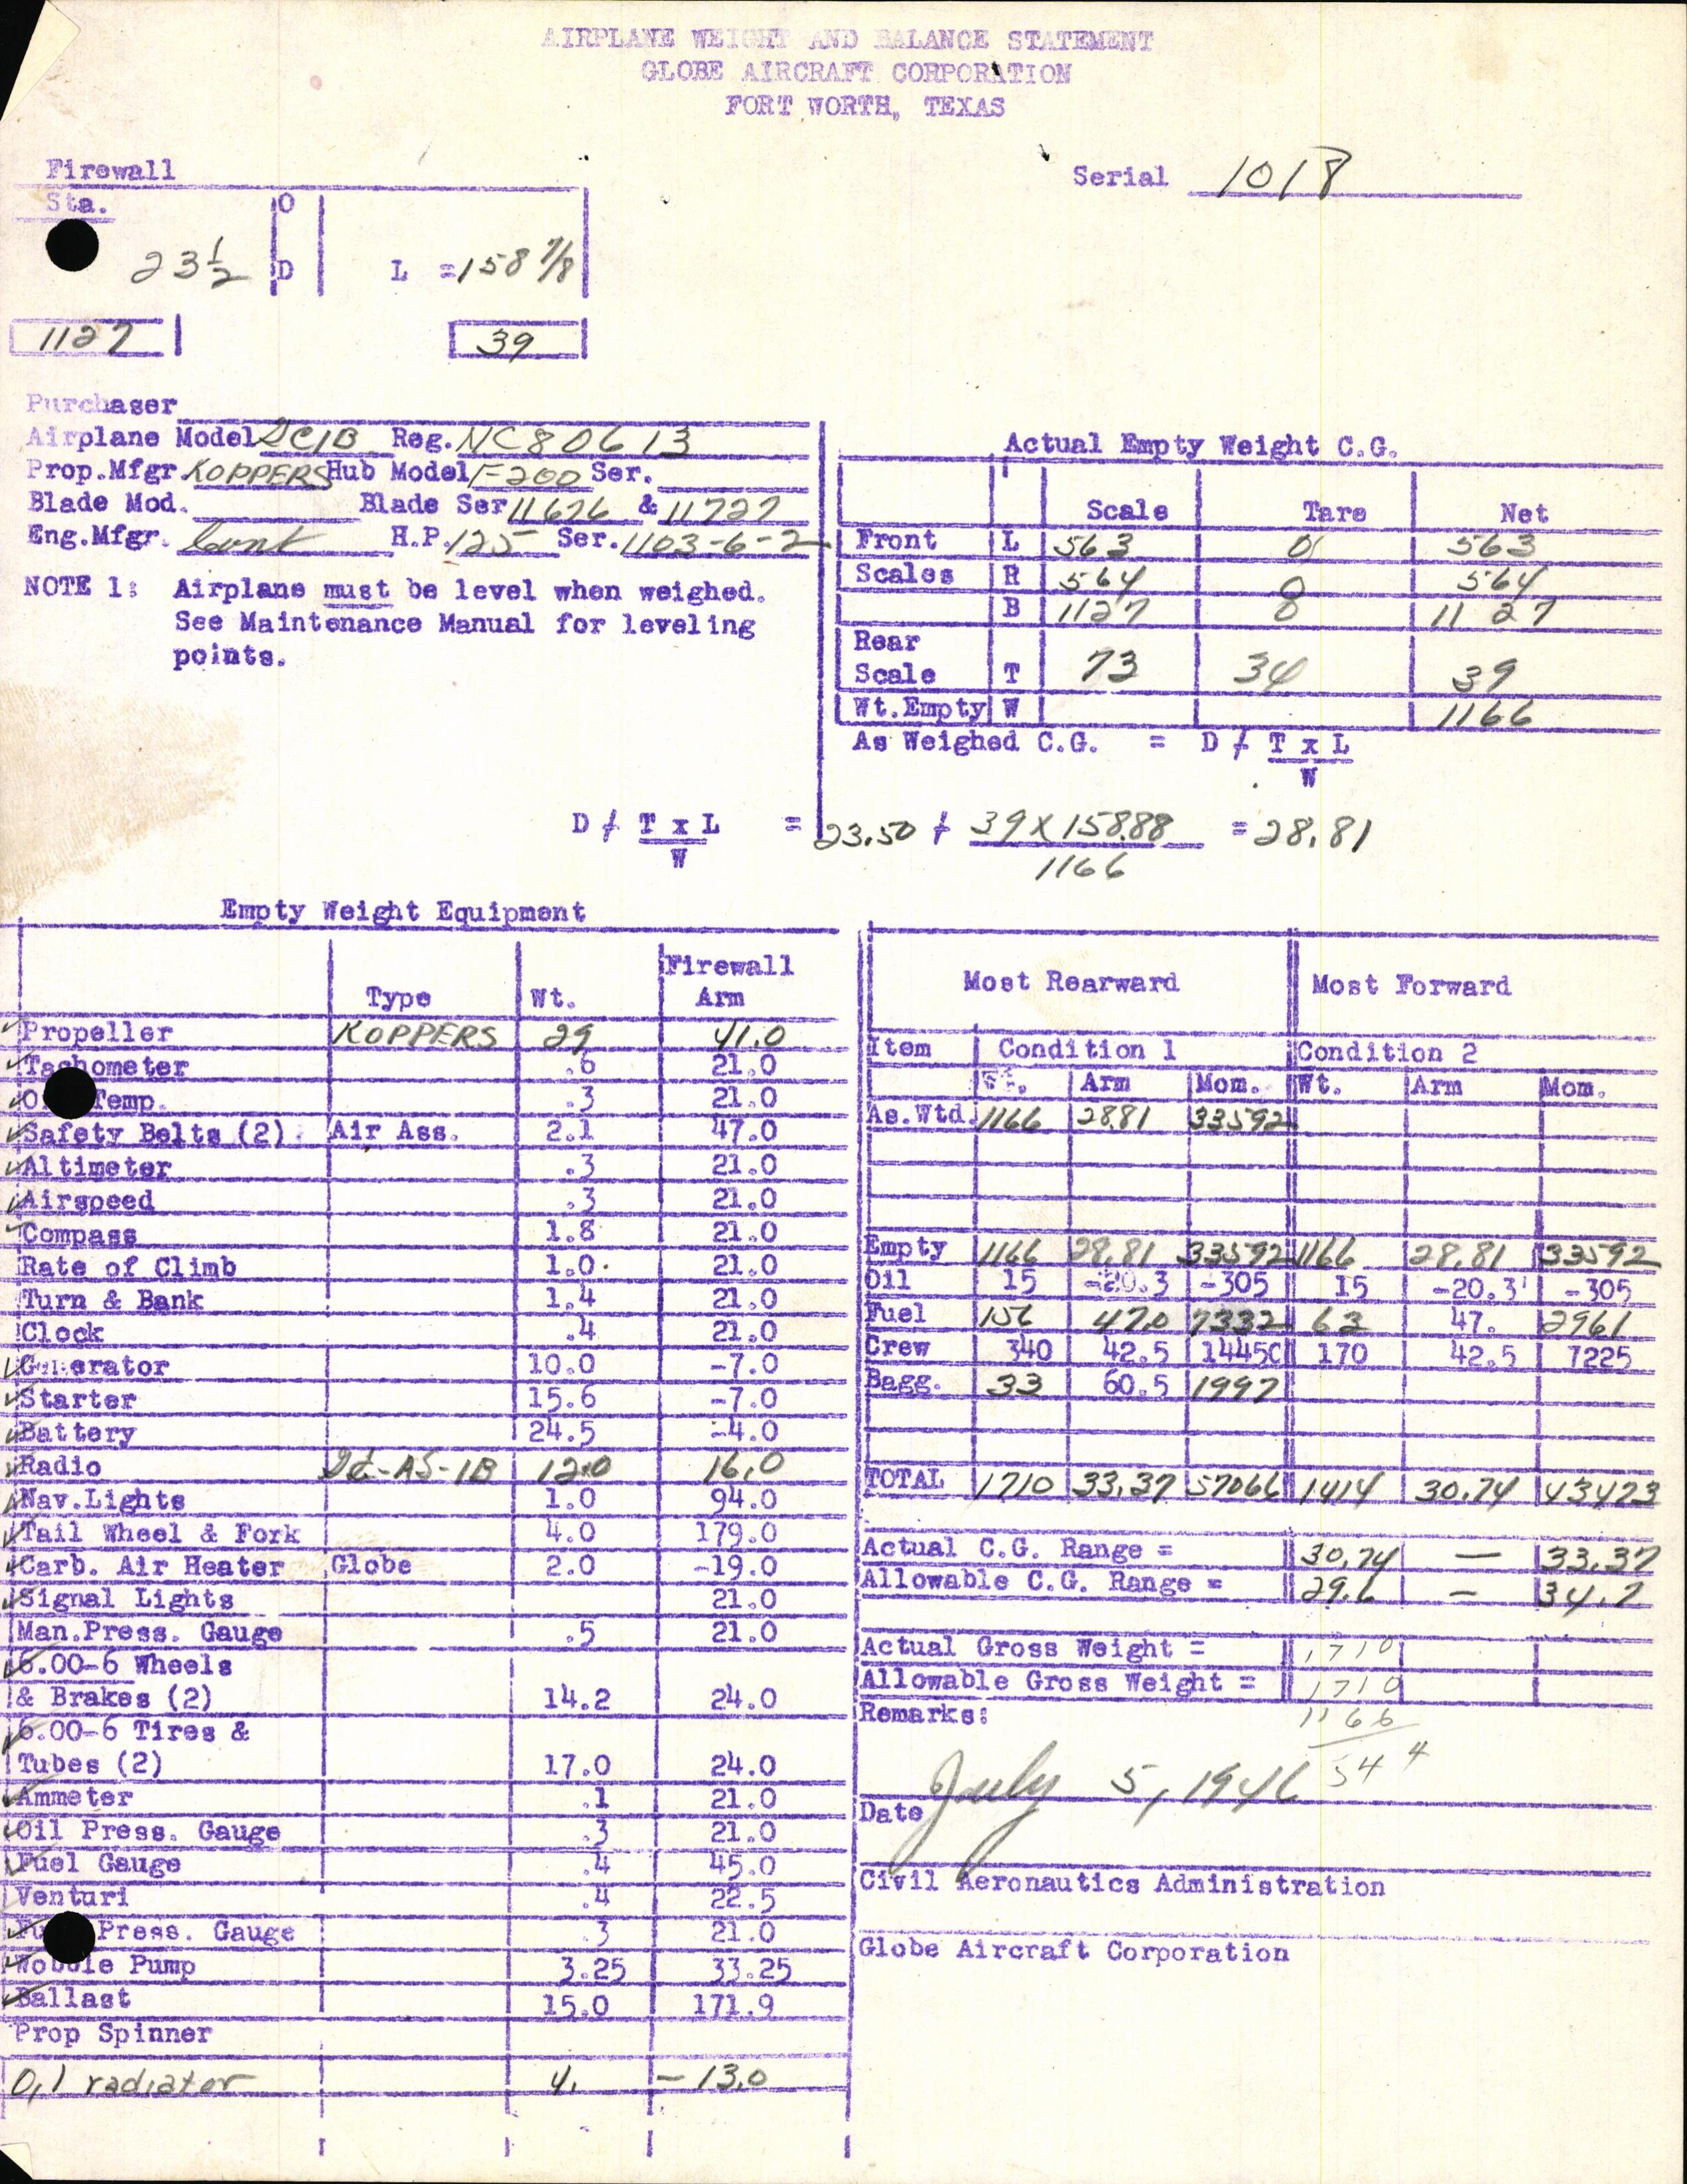 AIRPLANE WEIGHT AND BALANCE STATEMENT
GLOBE AIRCRAFT CORPORATION
FORT WORTH, TEXAS
Serial 1018
Firewall
Sta. O
23 1/2 D L = 158 7/8
1127 39
Purchaser
Airplane Model GC1B Reg. NC80613
Prop.Mfgr. KOPPERS Hub Model F200 Ser.
Blade Mod. Blade Ser 11676 & 11727
Eng.Mfgr. Cont H.P. 125 Ser. 1103-6-2
NOTE 1: Airplane must be level when weighed.
See Maintenance Manual for leveling
points.
Actual Empty Weight C.G.
Scale Tare Net
Front L 563 0 563
Scales R 564 0 564
B 1127 0 1127
Rear
Scale T 73 34 39
Wt.Empty W 1166
As Weighed C.G. = D + T x L
W
D + T x L = 23.50 + 39 x 158.88 = 28.81
W 1166
Empty Weight Equipment
Type Wt. Firewall Arm
Propeller KOPPERS 29 41.0
Tachometer .6 21.0
Temp. .3 21.0
Safety Belts (2) Air Ass. 2.1 47.0
Altimeter .3 21.0
Airspeed .3 21.0
Compass 1.8 21.0
Rate of Climb 1.0 21.0
Turn & Bank 1.4 21.0
Clock .4 21.0
Generator 10.0 -7.0
Starter 15.6 -7.0
Battery 24.5 -4.0
Radio AS-1B 12.0 16.0
Nav.Lights 1.0 94.0
Tail Wheel & Fork 4.0 179.0
Carb. Air Heater Globe 2.0 -19.0
Signal Lights 21.0
Man.Press. Gauge .5 21.0
6.00-6 Wheels
& Brakes (2) 14.2 24.0
6.00-6 Tires &
Tubes (2) 17.0 24.0
Ammeter .1 21.0
Oil Press. Gauge .3 21.0
Fuel Gauge .4 45.0
Venturi .4 22.5
Press. Gauge .3 21.0
Wobble Pump 3.25 33.25
Ballast 15.0 171.9
Prop Spinner
Oil radiator 4. -13.0
Most Rearward Most Forward
Item Condition 1 Condition 2
Wt. Arm Mom. Wt. Arm Mom.
As.Wtd. 1166 28.81 33592
Empty 1166 28.81 33592 1166 28.81 33592
Oil 15 -20.3 -305 15 -20.3 -305
Fuel 156 47.0 7332 63 47. 2961
Crew 340 42.5 14450 170 42.5 7225
Bagg. 33 60.5 1997
TOTAL 1710 33.37 57066 1414 30.74 43473
Actual C.G. Range = 30.74 — 33.37
Allowable C.G. Range = 29.6 - 34.7
Actual Gross Weight = 1710
Allowable Gross Weight = 1710
Remarks: 1166
544
Date July 5, 1946
Civil Aeronautics Administration
Globe Aircraft Corporation